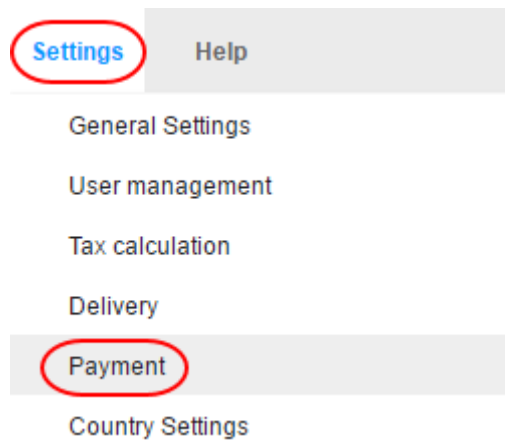 Settings Help
General Settings
User management
Tax calculation
Delivery
Payment
Country Settings